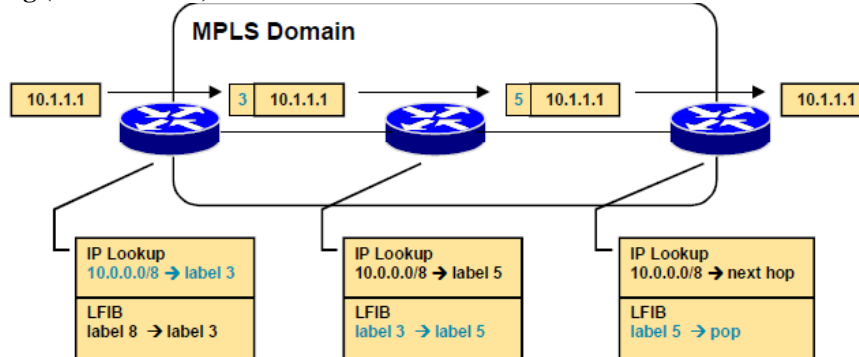 MPLS Domain
10.1.1.1
3 10.1.1.1
5 10.1.1.1
10.1.1.1
IP Lookup
10.0.0.0/8 → label 3
LFIB
label 8 → label 3
IP Lookup
10.0.0.0/8 → label 5
LFIB
label 3 → label 5
IP Lookup
10.0.0.0/8 → next hop
LFIB
label 5 → pop